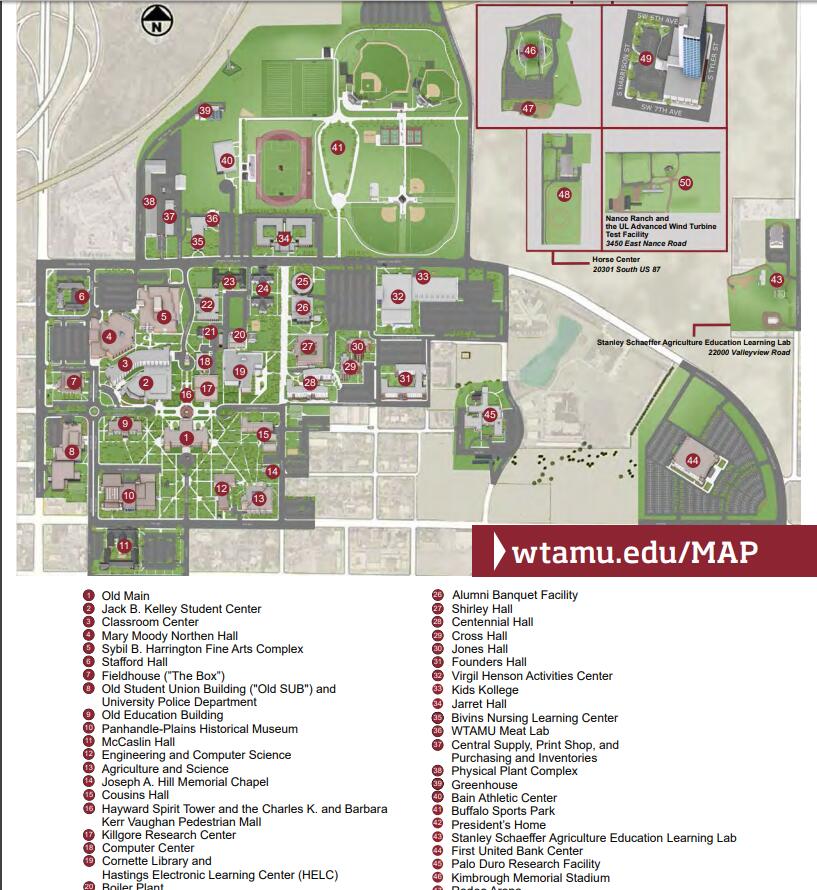 N
SW 6TH AVE
S HARRISON ST
S TYLER ST
SW 7TH AVE
46
49
47
39
40
41
48
50
38
37
36
35
34
Nance Ranch and
the UL Advanced Wind Turbine
Test Facility
3450 East Nance Road
Horse Center
20301 South US 87
43
Stanley Schaeffer Agriculture Education Learning Lab
22000 Valleyview Road
6
5
4
3
2
7
23
22
24
21
20
18
19
17
16
25
26
27
28
30
29
32
33
31
9
1
15
8
14
10
12
13
11
45
44
wtamu.edu/MAP
1 Old Main
2 Jack B. Kelley Student Center
3 Classroom Center
4 Mary Moody Northen Hall
5 Sybil B. Harrington Fine Arts Complex
6 Stafford Hall
7 Fieldhouse ("The Box")
8 Old Student Union Building ("Old SUB") and
University Police Department
9 Old Education Building
10 Panhandle-Plains Historical Museum
11 McCaslin Hall
12 Engineering and Computer Science
13 Agriculture and Science
14 Joseph A. Hill Memorial Chapel
15 Cousins Hall
16 Hayward Spirit Tower and the Charles K. and Barbara
Kerr Vaughan Pedestrian Mall
17 Killgore Research Center
18 Computer Center
19 Cornette Library and
Hastings Electronic Learning Center (HELC)
20 Boiler Plant
26 Alumni Banquet Facility
27 Shirley Hall
28 Centennial Hall
29 Cross Hall
30 Jones Hall
31 Founders Hall
32 Virgil Henson Activities Center
33 Kids Kollege
34 Jarret Hall
35 Bivins Nursing Learning Center
36 WTAMU Meat Lab
37 Central Supply, Print Shop, and
Purchasing and Inventories
38 Physical Plant Complex
39 Greenhouse
40 Bain Athletic Center
41 Buffalo Sports Park
42 President's Home
43 Stanley Schaeffer Agriculture Education Learning Lab
44 First United Bank Center
45 Palo Duro Research Facility
46 Kimbrough Memorial Stadium
47 Rodeo Arena